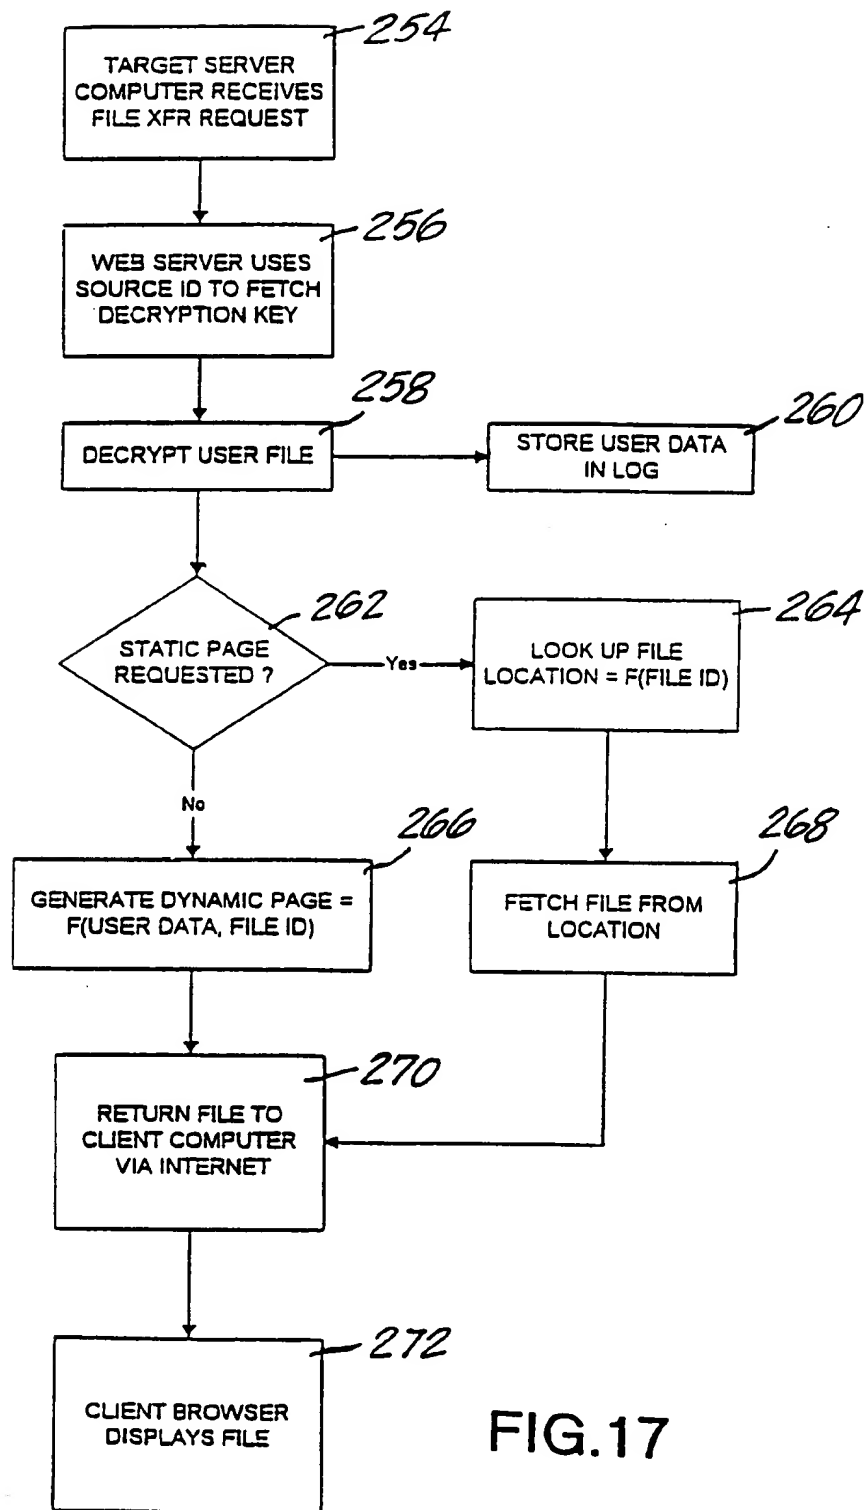 254
TARGET SERVER
COMPUTER RECEIVES
FILE XFR REQUEST
256
WEB SERVER USES
SOURCE ID TO FETCH
DECRYPTION KEY
258
DECRYPT USER FILE
260
STORE USER DATA
IN LOG
262
STATIC PAGE
REQUESTED ?
Yes
264
LOOK UP FILE
LOCATION = F(FILE ID)
No
266
GENERATE DYNAMIC PAGE =
F(USER DATA, FILE ID)
268
FETCH FILE FROM
LOCATION
270
RETURN FILE TO
CLIENT COMPUTER
VIA INTERNET
272
CLIENT BROWSER
DISPLAYS FILE
FIG.17